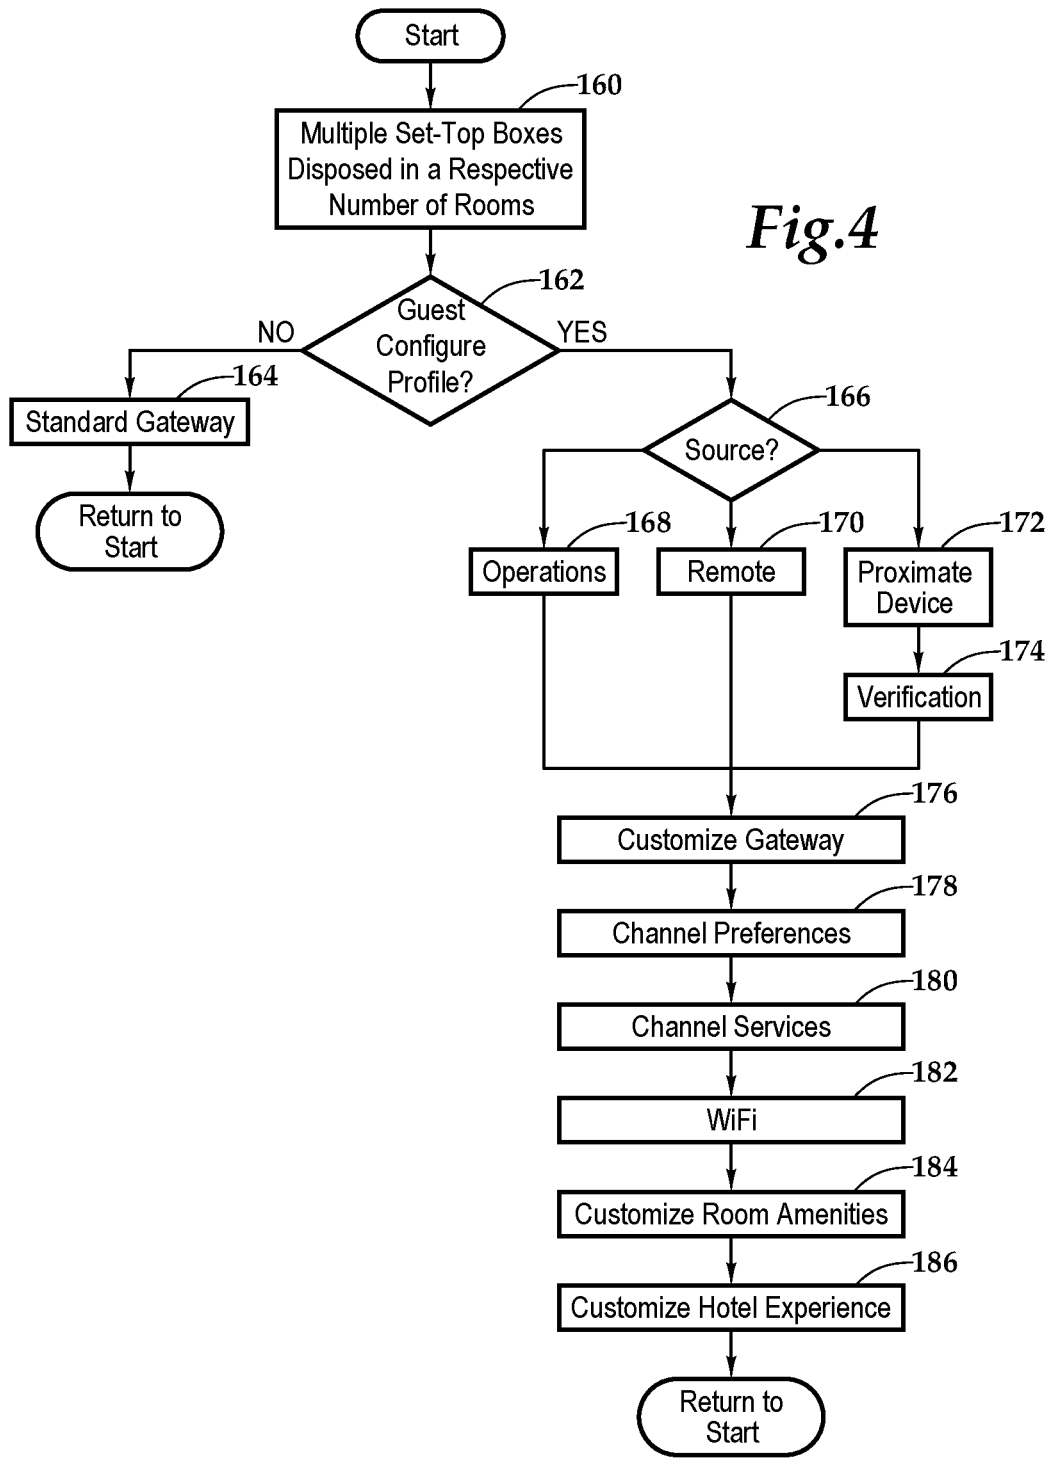 Start
160
Multiple Set-Top Boxes
Disposed in a Respective
Number of Rooms
Fig.4
162
Guest
Configure
Profile?
NO
YES
164
Standard Gateway
Return to
Start
166
Source?
168
Operations
170
Remote
172
Proximate
Device
174
Verification
176
Customize Gateway
178
Channel Preferences
180
Channel Services
182
WiFi
184
Customize Room Amenities
186
Customize Hotel Experience
Return to
Start